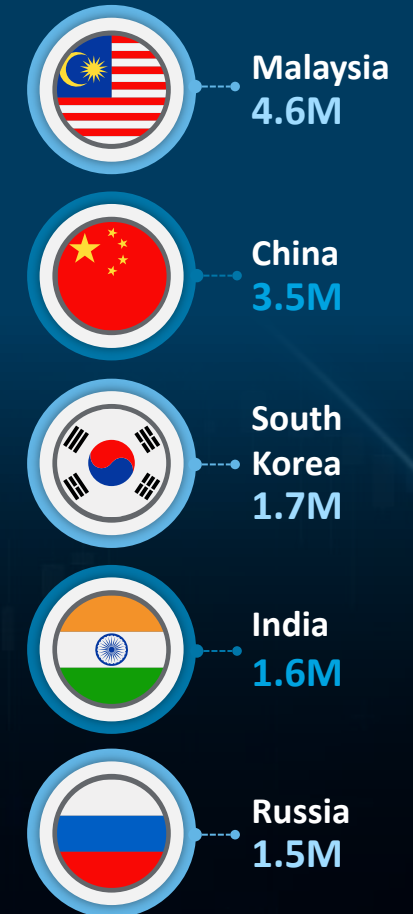 Malaysia
4.6M
China
3.5M
South
Korea
1.7M
India
1.6M
Russia
1.5M